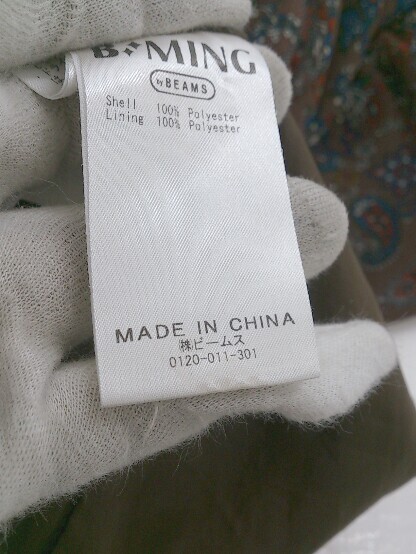 B:MING
by BEAMS
Shell 100% Polyester
Lining 100% Polyester
MADE IN CHINA
㈱ビームス
0120-011-301